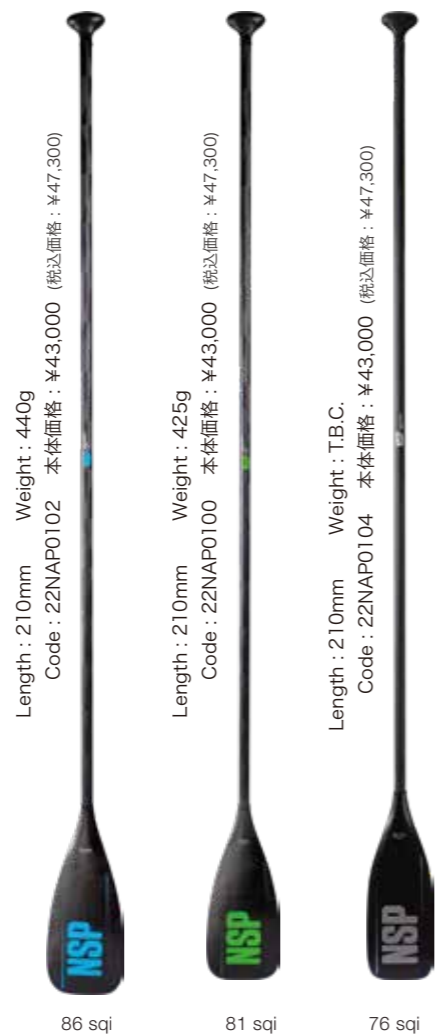 Length : 210mm Weight : 440g
Code : 22NAP0102 本体価格 : ¥43,000 (税込価格 : ¥47,300)
NSP
86 sqi
Length : 210mm Weight : 425g
Code : 22NAP0100 本体価格 : ¥43,000 (税込価格 : ¥47,300)
NSP
81 sqi
Length : 210mm Weight : T.B.C.
Code : 22NAP0104 本体価格 : ¥43,000 (税込価格 : ¥47,300)
NSP
76 sqi